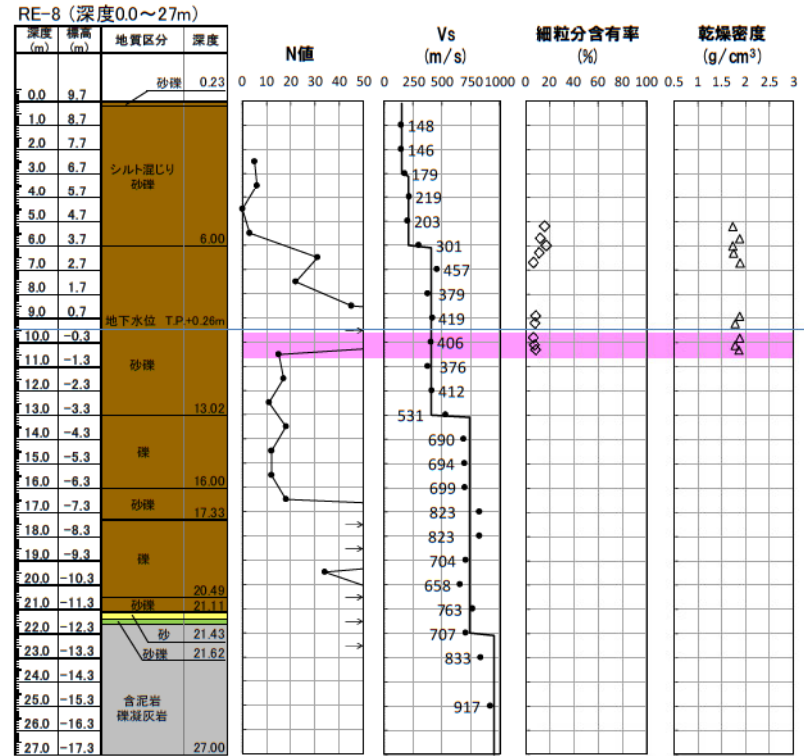 RE-8 (深度0.0～27m)
深度(m) 標高(m) 地質区分 深度
N値
Vs (m/s)
細粒分含有率 (%)
乾燥密度 (g/cm³)
0 10 20 30 40 50
0 250 500 750 1000
0 20 40 60 80 100
0.5 1 1.5 2 2.5 3
砂礫 0.23
0.0 9.7
1.0 8.7 148
2.0 7.7 146
3.0 6.7 179
シルト混じり
砂礫
4.0 5.7 219
5.0 4.7 203
6.0 3.7 6.00 301
7.0 2.7 457
8.0 1.7 379
9.0 0.7 419
地下水位 T.P.+0.26m
10.0 -0.3 406
11.0 -1.3 砂礫 376
12.0 -2.3 412
13.0 -3.3 13.02 531
14.0 -4.3 690
15.0 -5.3 礫 694
16.0 -6.3 16.00 699
17.0 -7.3 砂礫 17.33 823
18.0 -8.3 823
19.0 -9.3 礫 704
20.0 -10.3 20.49 658
21.0 -11.3 砂礫 21.11 763
22.0 -12.3 砂 21.43 707
23.0 -13.3 砂礫 21.62 833
24.0 -14.3
25.0 -15.3 917
含泥岩
礫凝灰岩
26.0 -16.3
27.0 -17.3 27.00